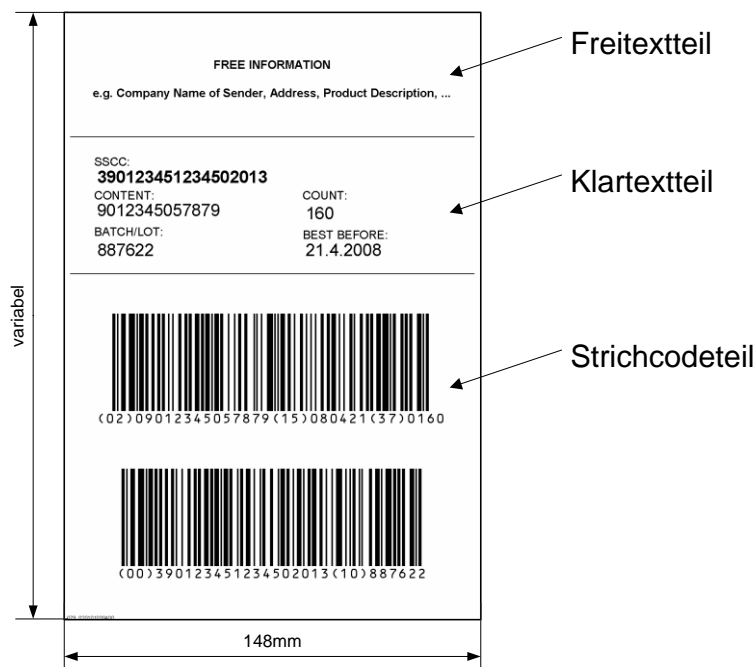 FREE INFORMATION
Freitextteil
e.g. Company Name of Sender, Address, Product Description, ...
SSCC:
390123451234502013
Klartextteil
CONTENT:
COUNT:
9012345057879
160
BATCH/LOT:
BEST BEFORE:
887622
21.4.2008
variabel
Strichcodeteil
(02)09012345057879(15)080421(37)0160
(00)390123451234502013(10)887622
148mm